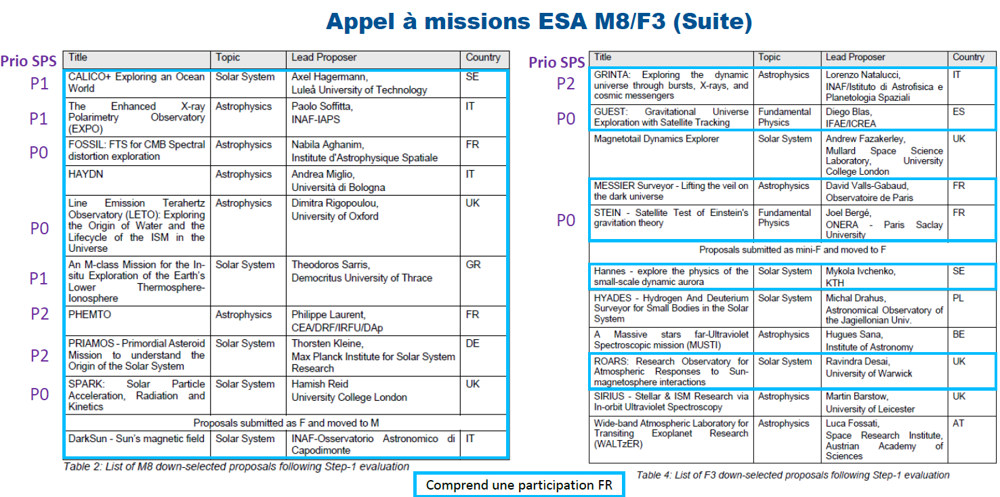 Appel à missions ESA M8/F3 (Suite)
Prio SPS
Title Topic Lead Proposer Country
P1
CALICO+ Exploring an Ocean World Solar System Axel Hagermann, Luleå University of Technology SE
P1
The Enhanced X-ray Polarimetry Observatory (EXPO) Astrophysics Paolo Soffitta, INAF-IAPS IT
P0
FOSSIL: FTS for CMB Spectral distortion exploration Astrophysics Nabila Aghanim, Institute d'Astrophysique Spatiale FR
HAYDN Astrophysics Andrea Miglio, Università di Bologna IT
P0
Line Emission Terahertz Observatory (LETO): Exploring the Origin of Water and the Lifecycle of the ISM in the Universe Astrophysics Dimitra Rigopoulou, University of Oxford UK
P1
An M-class Mission for the In-situ Exploration of the Earth's Lower Thermosphere-Ionosphere Solar System Theodoros Sarris, Democritus University of Thrace GR
P2
PHEMTO Astrophysics Philippe Laurent, CEA/DRF/IRFU/DAp FR
P2
PRIAMOS - Primordial Asteroid Mission to understand the Origin of the Solar System Solar System Thorsten Kleine, Max Planck Institute for Solar System Research DE
P0
SPARK: Solar Particle Acceleration, Radiation and Kinetics Solar System Hamish Reid University College London UK
Proposals submitted as F and moved to M
DarkSun - Sun's magnetic field Solar System INAF-Osservatorio Astronomico di Capodimonte IT
Table 2: List of M8 down-selected proposals following Step-1 evaluation
Prio SPS
Title Topic Lead Proposer Country
P2
GRINTA: Exploring the dynamic universe through bursts, X-rays, and cosmic messengers Astrophysics Lorenzo Natalucci, INAF/Istituto di Astrofisica e Planetologia Spaziali IT
P0
GUEST: Gravitational Universe Exploration with Satellite Tracking Fundamental Physics Diego Blas, IFAE/ICREA ES
Magnetotail Dynamics Explorer Solar System Andrew Fazakerley, Mullard Space Science Laboratory, University College London UK
MESSIER Surveyor - Lifting the veil on the dark universe Astrophysics David Valls-Gabaud, Observatoire de Paris FR
P0
STEIN - Satellite Test of Einstein's gravitation theory Fundamental Physics Joel Bergé, ONERA - Paris Saclay University FR
Proposals submitted as mini-F and moved to F
Hannes - explore the physics of the small-scale dynamic aurora Solar System Mykola Ivchenko, KTH SE
HYADES - Hydrogen And Deuterium Surveyor for Small Bodies in the Solar System Solar System Michal Drahus, Astronomical Observatory of the Jagiellonian Univ. PL
A Massive stars far-Ultraviolet Spectroscopic mission (MUSTI) Astrophysics Hugues Sana, Institute of Astronomy BE
ROARS: Research Observatory for Atmospheric Responses to Sun-magnetosphere interactions Solar System Ravindra Desai, University of Warwick UK
SIRIUS - Stellar & ISM Research via In-orbit Ultraviolet Spectroscopy Astrophysics Martin Barstow, University of Leicester UK
Wide-band Atmospheric Laboratory for Transiting Exoplanet Research (WALTzER) Astrophysics Luca Fossati, Space Research Institute, Austrian Academy of Sciences AT
Table 4: List of F3 down-selected proposals following Step-1 evaluation
Comprend une participation FR